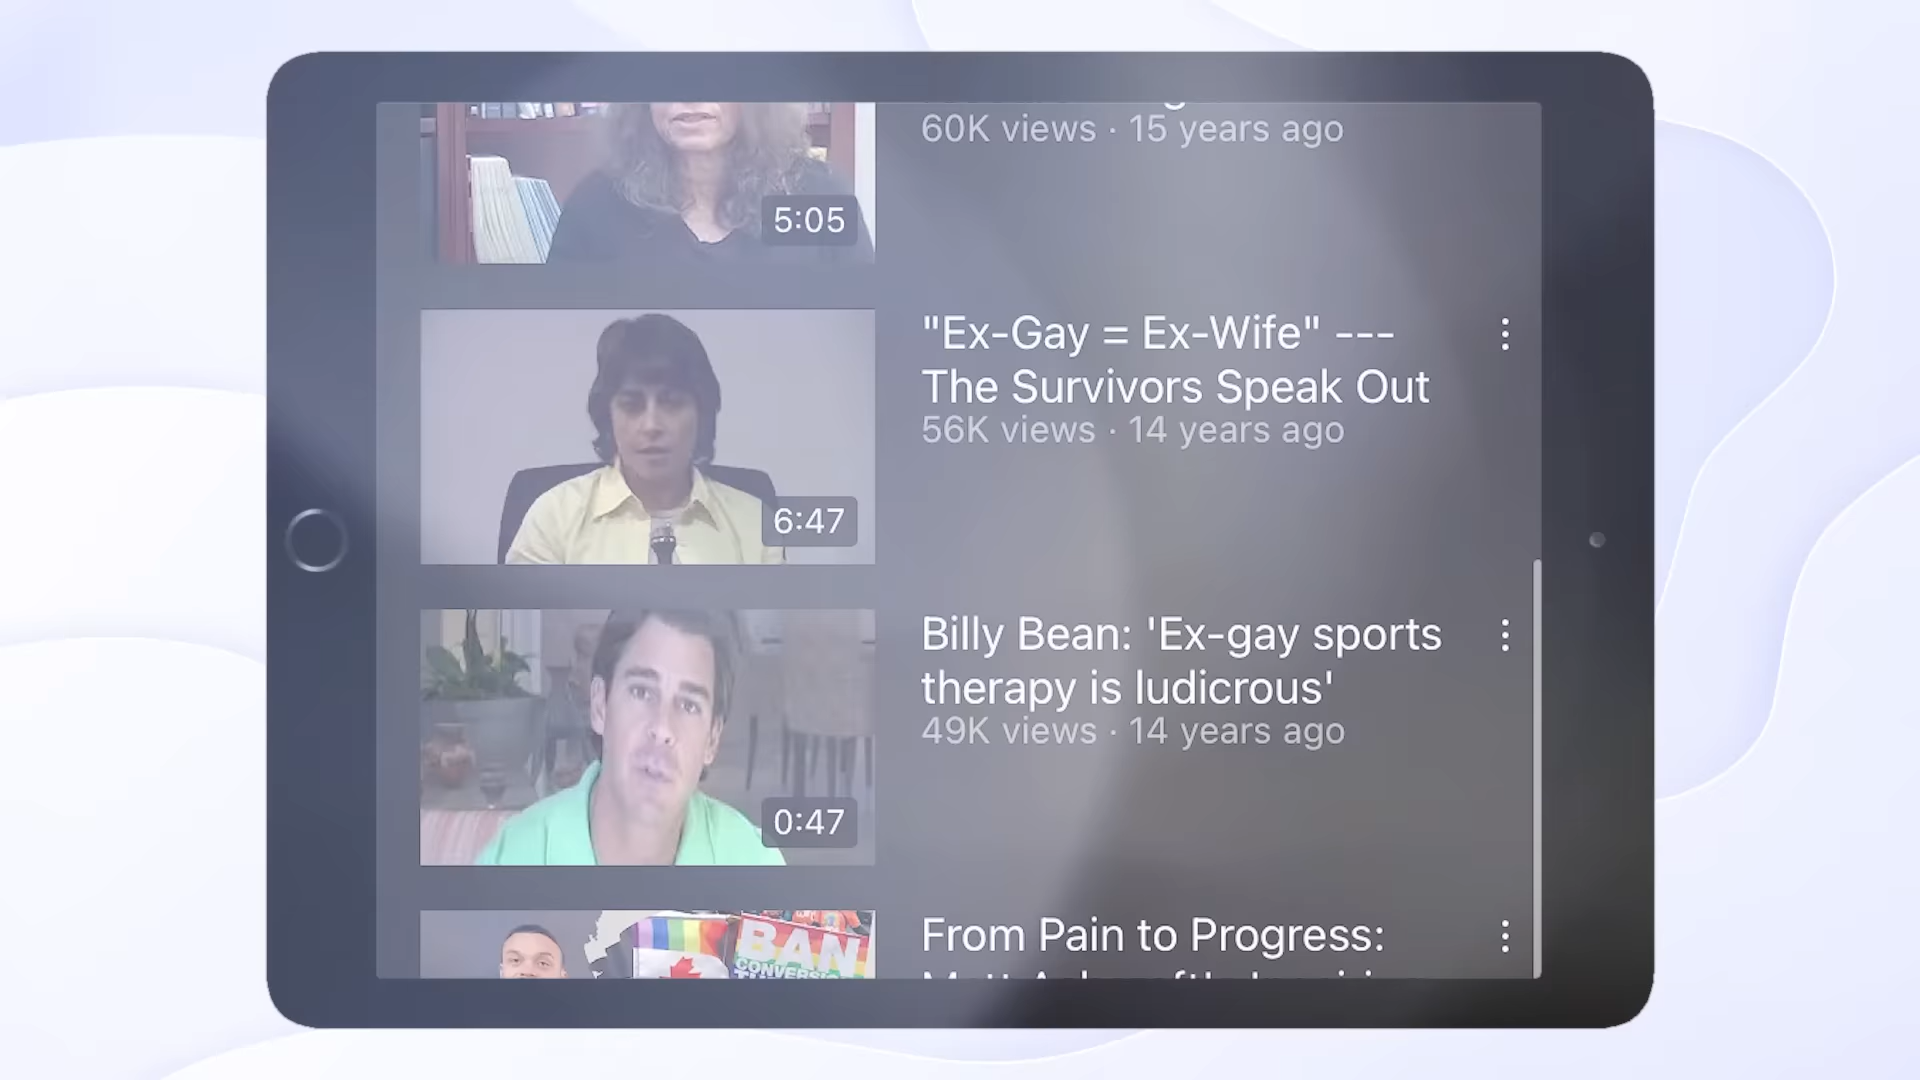 60K views · 15 years ago
5:05
"Ex-Gay = Ex-Wife" ---
The Survivors Speak Out
56K views · 14 years ago
6:47
Billy Bean: 'Ex-gay sports
therapy is ludicrous'
49K views · 14 years ago
0:47
From Pain to Progress:
BAN